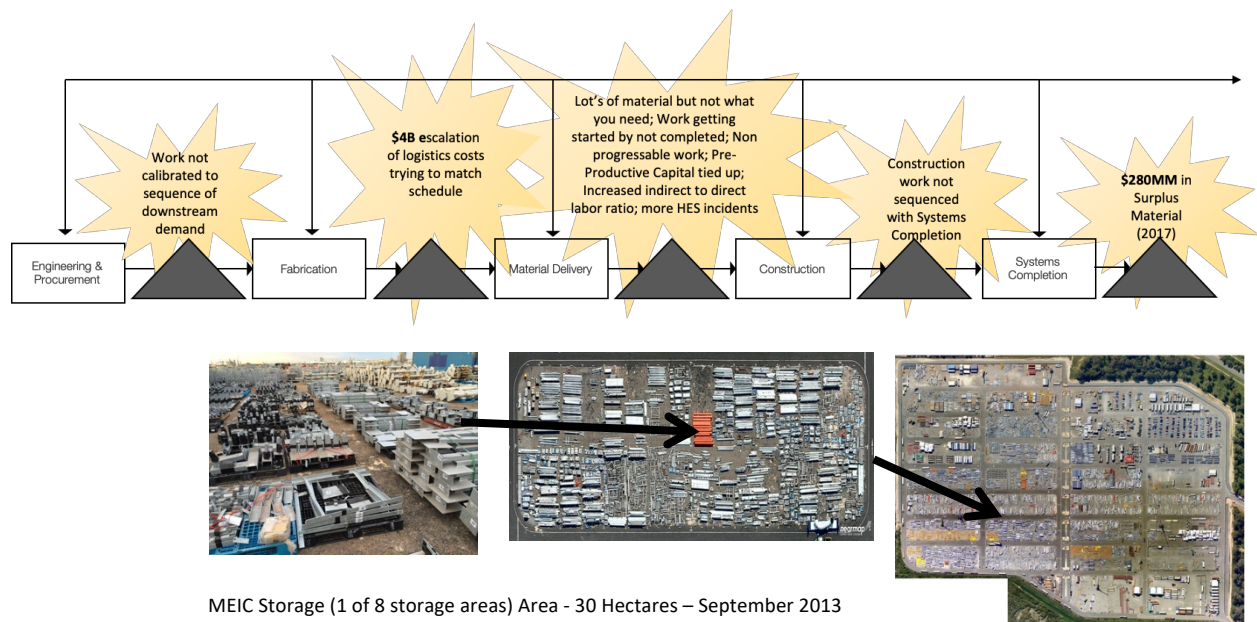 Work not
calibrated to
sequence of
downstream
demand
$4B escalation
of logistics costs
trying to match
schedule
Lot's of material but not what
you need; Work getting
started by not completed; Non
progressable work; Pre-
Productive Capital tied up;
Increased indirect to direct
labor ratio; more HES incidents
Construction
work not
sequenced
with Systems
Completion
$280MM in
Surplus
Material
(2017)
Engineering &
Procurement
Fabrication
Material Delivery
Construction
Systems
Completion
nearmap
MEIC Storage (1 of 8 storage areas) Area - 30 Hectares – September 2013